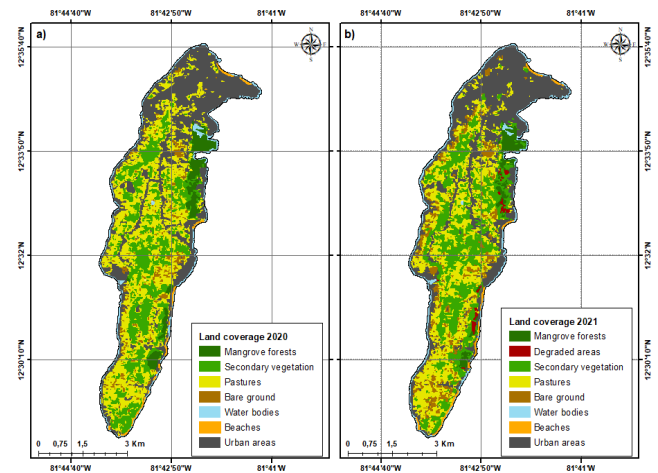 81°44'0"W 81°42'50"W 81°41'W
81°44'0"W 81°42'50"W 81°41'W
a)
N
W E
S
b)
N
W E
S
12°35'40"N
12°33'50"N
12°32'N
12°30'10"N
12°35'40"N
12°33'50"N
12°32'N
12°30'10"N
Land coverage 2020
Mangrove forests
Secondary vegetation
Pastures
Bare ground
Water bodies
Beaches
Urban areas
Land coverage 2021
Mangrove forests
Degraded areas
Secondary vegetation
Pastures
Bare ground
Water bodies
Beaches
Urban areas
0 0,75 1,5 3 Km
0 0,75 1,5 3 Km
81°44'0"W 81°42'50"W 81°41'W
81°44'0"W 81°42'50"W 81°41'W